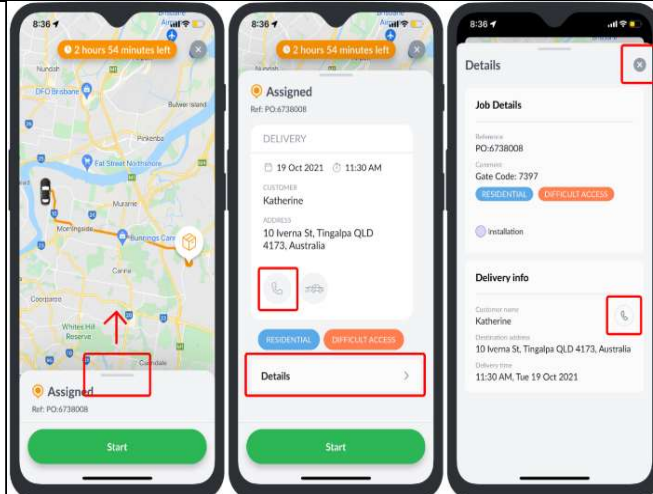 8:36
2 hours 54 minutes left
Nundah
DFO Brisbane
Bulwer Island
Pinkenba
Eat Street Northshore
Murarrie
Morningside
Bunnings
Carina
Coorparoo
Whites Hill
Reserve
Carindale
Assigned
Ref: PO:6738008
Start
8:36
2 hours 54 minutes left
Nundah
Assigned
Ref: PO:6738008
DELIVERY
19 Oct 2021 11:30 AM
CUSTOMER
Katherine
ADDRESS
10 Iverna St, Tingalpa QLD
4173, Australia
RESIDENTIAL DIFFICULT ACCESS
Details
Start
8:36
Details
Job Details
Reference
PO:6738008
Comment
Gate Code: 7397
RESIDENTIAL DIFFICULT ACCESS
Installation
Delivery info
Customer name
Katherine
Destination address
10 Iverna St, Tingalpa QLD 4173, Australia
Delivery time
11:30 AM, Tue 19 Oct 2021